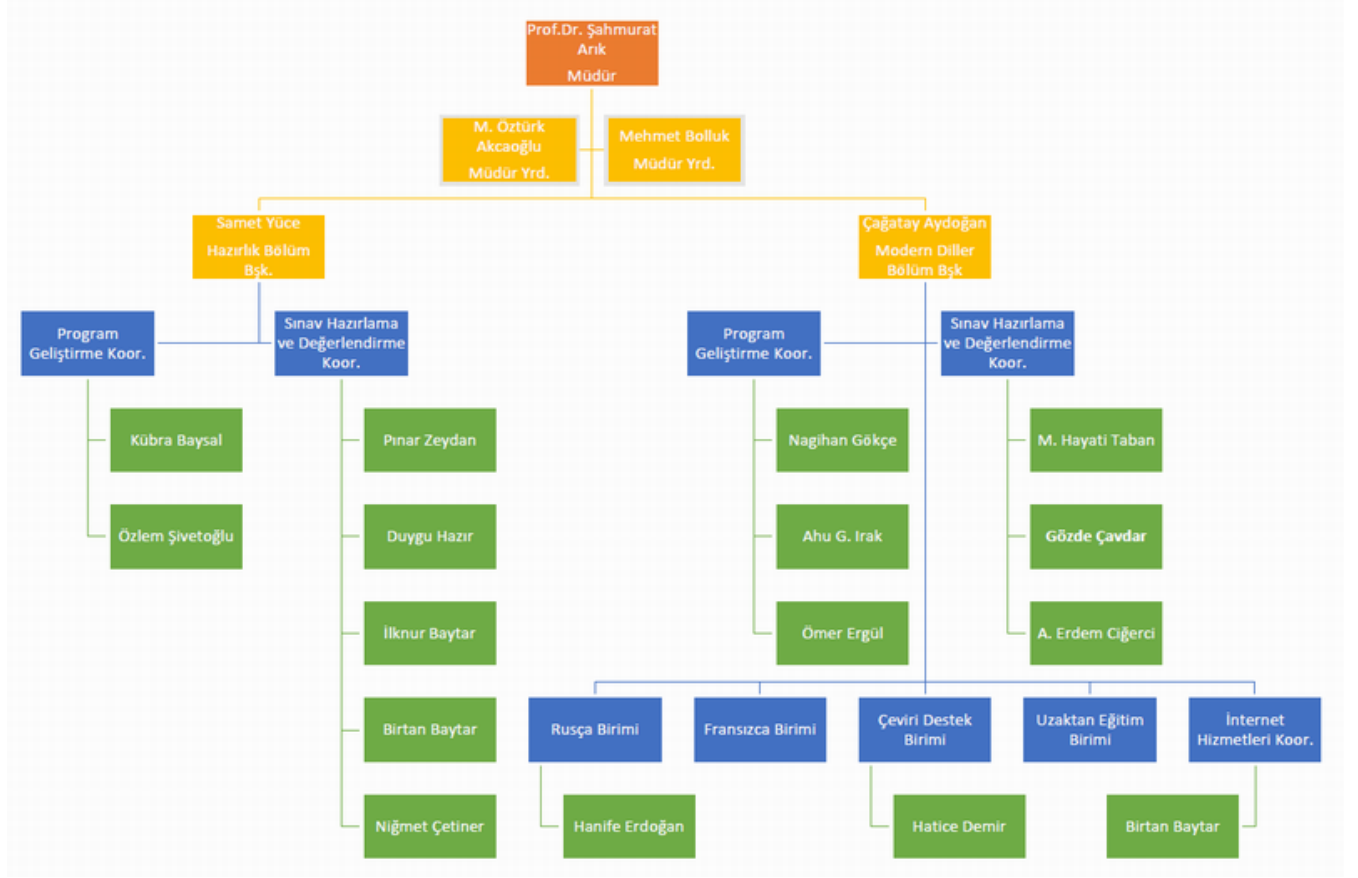 Prof.Dr. Şahmurat
Arık
Müdür
M. Öztürk
Akcaoğlu
Müdür Yrd.
Mehmet Bolluk
Müdür Yrd.
Samet Yüce
Hazırlık Bölüm
Bşk.
Çağatay Aydoğan
Modern Diller
Bölüm Bşk
Program
Geliştirme Koor.
Sınav Hazırlama
ve Değerlendirme
Koor.
Program
Geliştirme Koor.
Sınav Hazırlama
ve Değerlendirme
Koor.
Kübra Baysal
Pınar Zeydan
Nagihan Gökçe
M. Hayati Taban
Özlem Şivetoğlu
Duygu Hazır
Ahu G. Irak
Gözde Çavdar
İlknur Baytar
Ömer Ergül
A. Erdem Ciğerci
Birtan Baytar
Rusça Birimi
Fransızca Birimi
Çeviri Destek
Birimi
Uzaktan Eğitim
Birimi
İnternet
Hizmetleri Koor.
Niğmet Çetiner
Hanife Erdoğan
Hatice Demir
Birtan Baytar